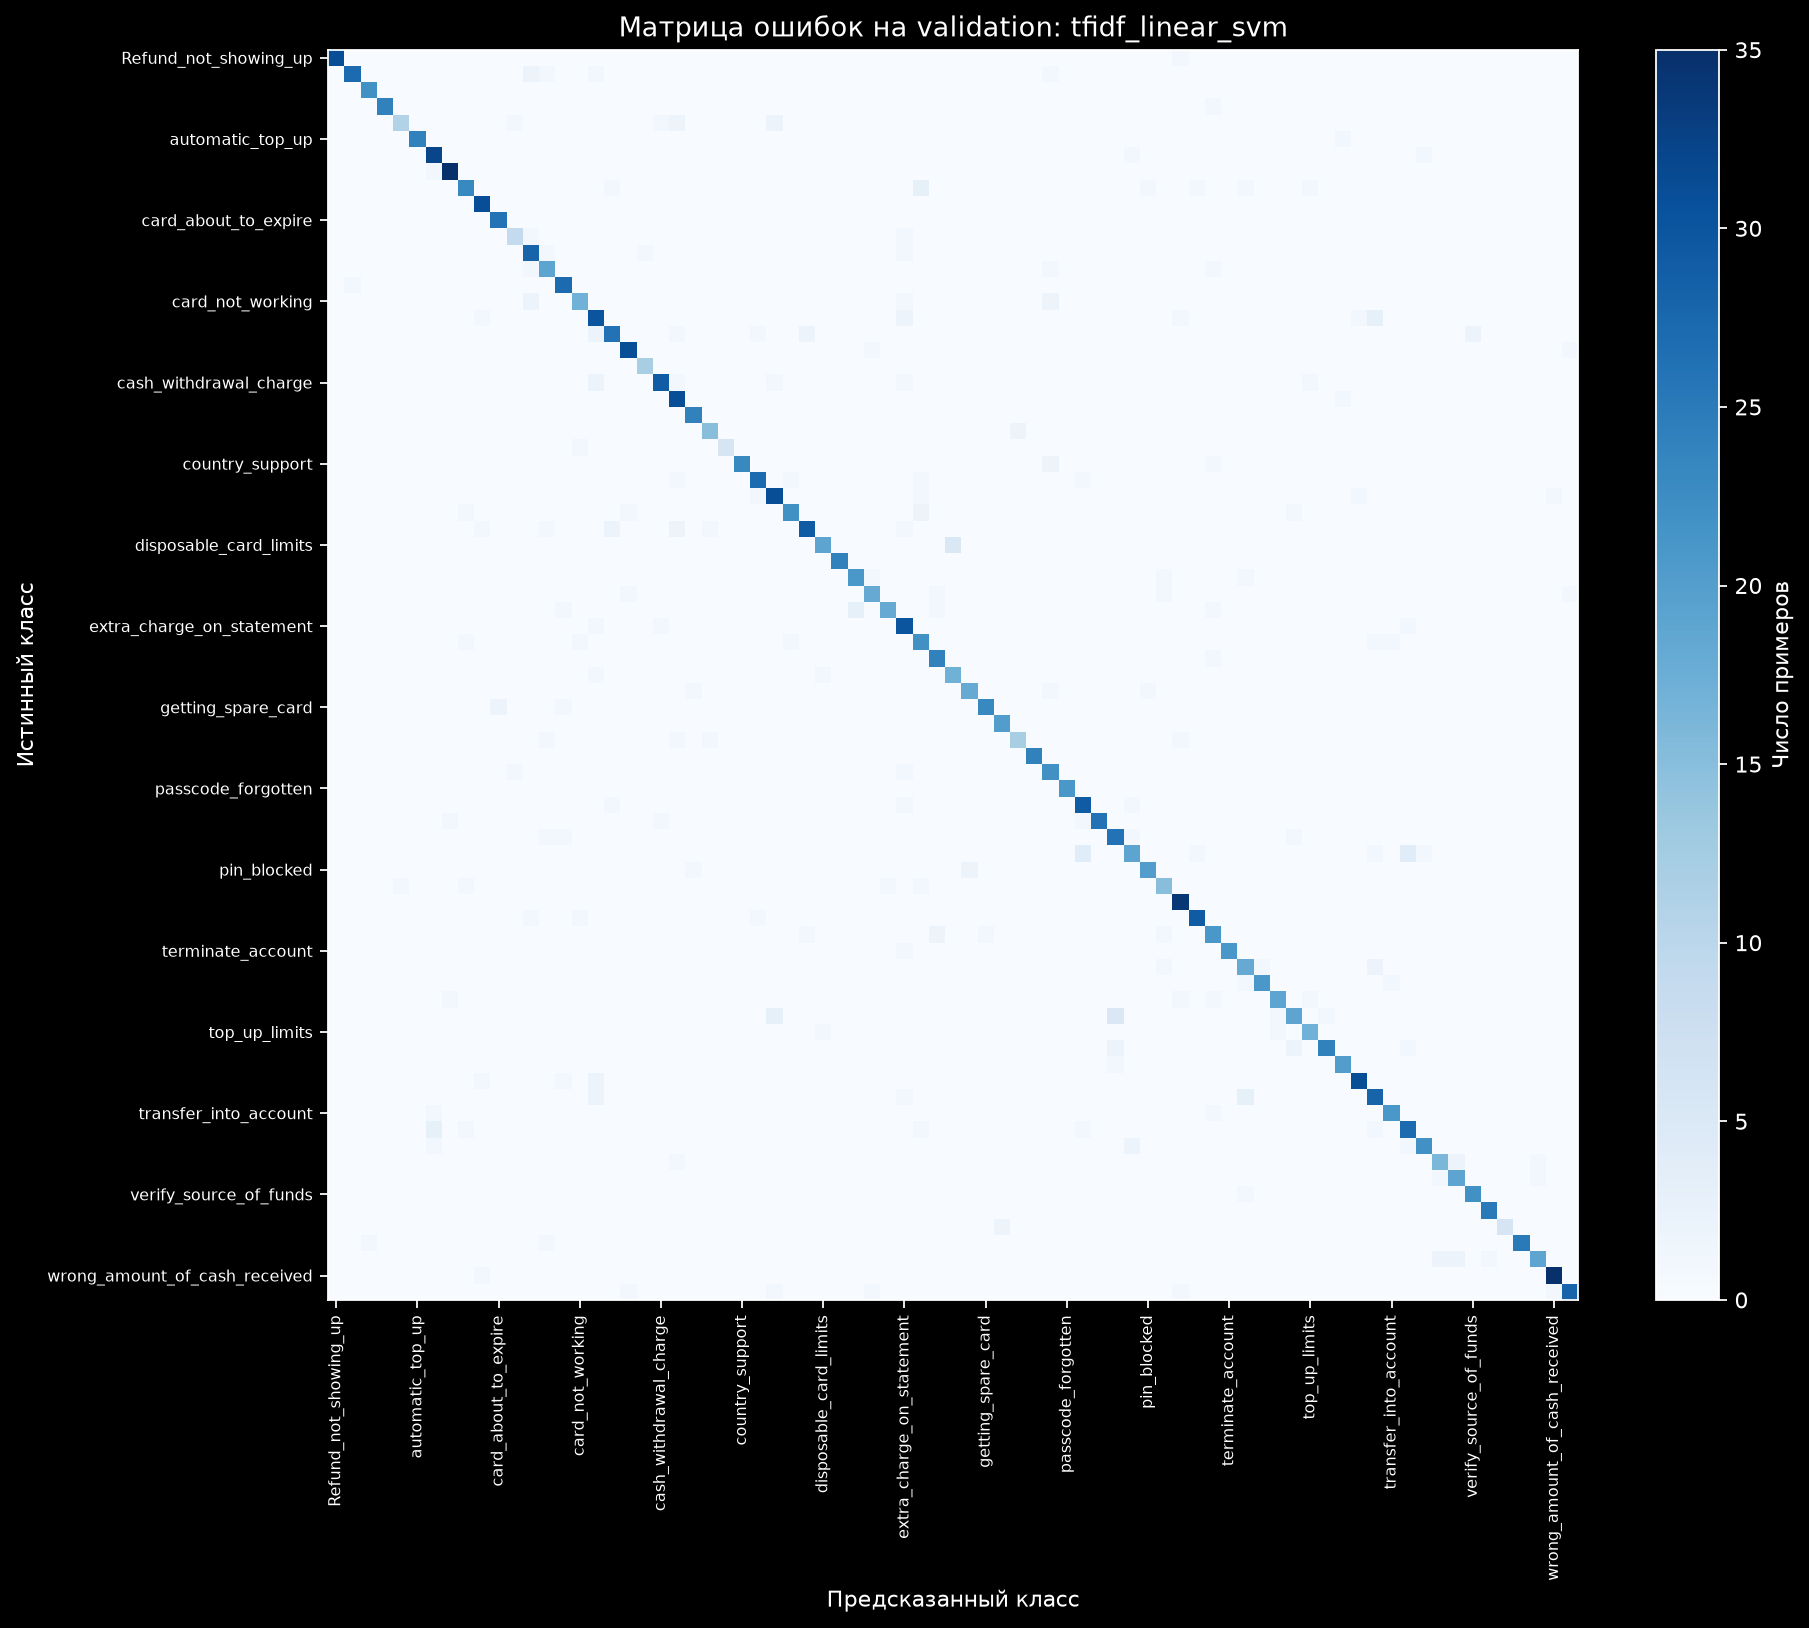 Матрица ошибок на validation: tfidf_linear_svm
Истинный класс
Refund_not_showing_up
automatic_top_up
card_about_to_expire
card_not_working
cash_withdrawal_charge
country_support
disposable_card_limits
extra_charge_on_statement
getting_spare_card
passcode_forgotten
pin_blocked
terminate_account
top_up_limits
transfer_into_account
verify_source_of_funds
wrong_amount_of_cash_received
Refund_not_showing_up
automatic_top_up
card_about_to_expire
card_not_working
cash_withdrawal_charge
country_support
disposable_card_limits
extra_charge_on_statement
getting_spare_card
passcode_forgotten
pin_blocked
terminate_account
top_up_limits
transfer_into_account
verify_source_of_funds
wrong_amount_of_cash_received
Предсказанный класс
35
30
25
20
15
10
5
0
Число примеров